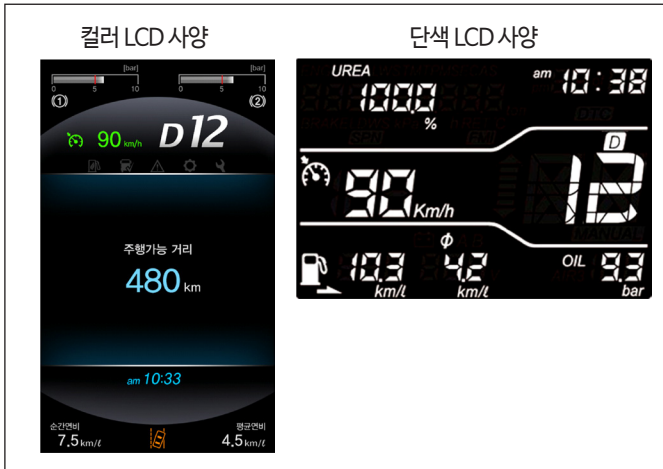 컬러 LCD 사양
[bar]
[bar]
0 5 10
0 5 10
(1)
(2)
90 km/h
D12
주행가능 거리
480 km
am 10:33
순간연비
7.5 km/ℓ
평균연비
4.5 km/ℓ
단색 LCD 사양
UREA
100.0
%
am 10:38
DTC
SPN
FMI
D
90 Km/h
12
MANUAL
10.3
km/ℓ
Φ
4.2
km/ℓ
OIL 9.3
bar